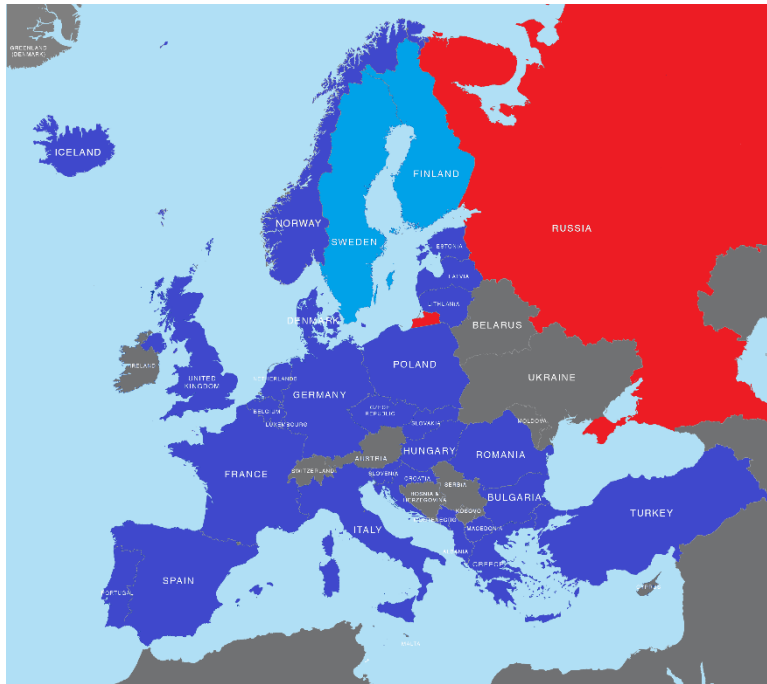 GREENLAND
(DENMARK)
ICELAND
FINLAND
NORWAY
SWEDEN
RUSSIA
ESTONIA
LATVIA
LITHUANIA
DENMARK
BELARUS
IRELAND
UNITED
KINGDOM
NETHERLANDS
POLAND
GERMANY
UKRAINE
BELGIUM
LUXEMBOURG
CZECH
REPUBLIC
SLOVAKIA
MOLDOVA
FRANCE
SWITZERLAND
AUSTRIA
HUNGARY
ROMANIA
SLOVENIA
CROATIA
BOSNIA &
HERZEGOVINA
SERBIA
BULGARIA
KOSOVO
ITALY
MACEDONIA
TURKEY
ALBANIA
GREECE
PORTUGAL
SPAIN
MALTA